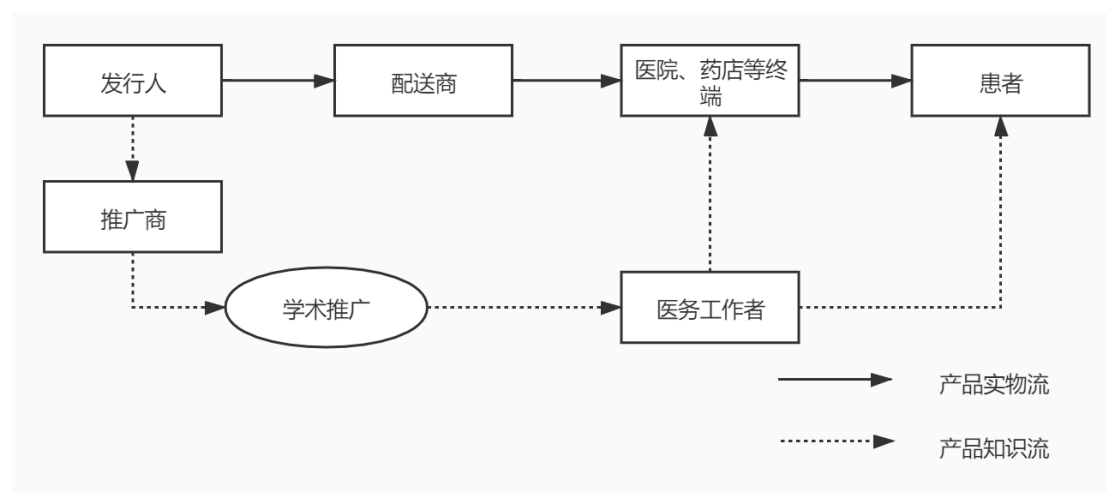 发行人
配送商
医院、药店等终
端
患者
推广商
学术推广
医务工作者
产品实物流
产品知识流